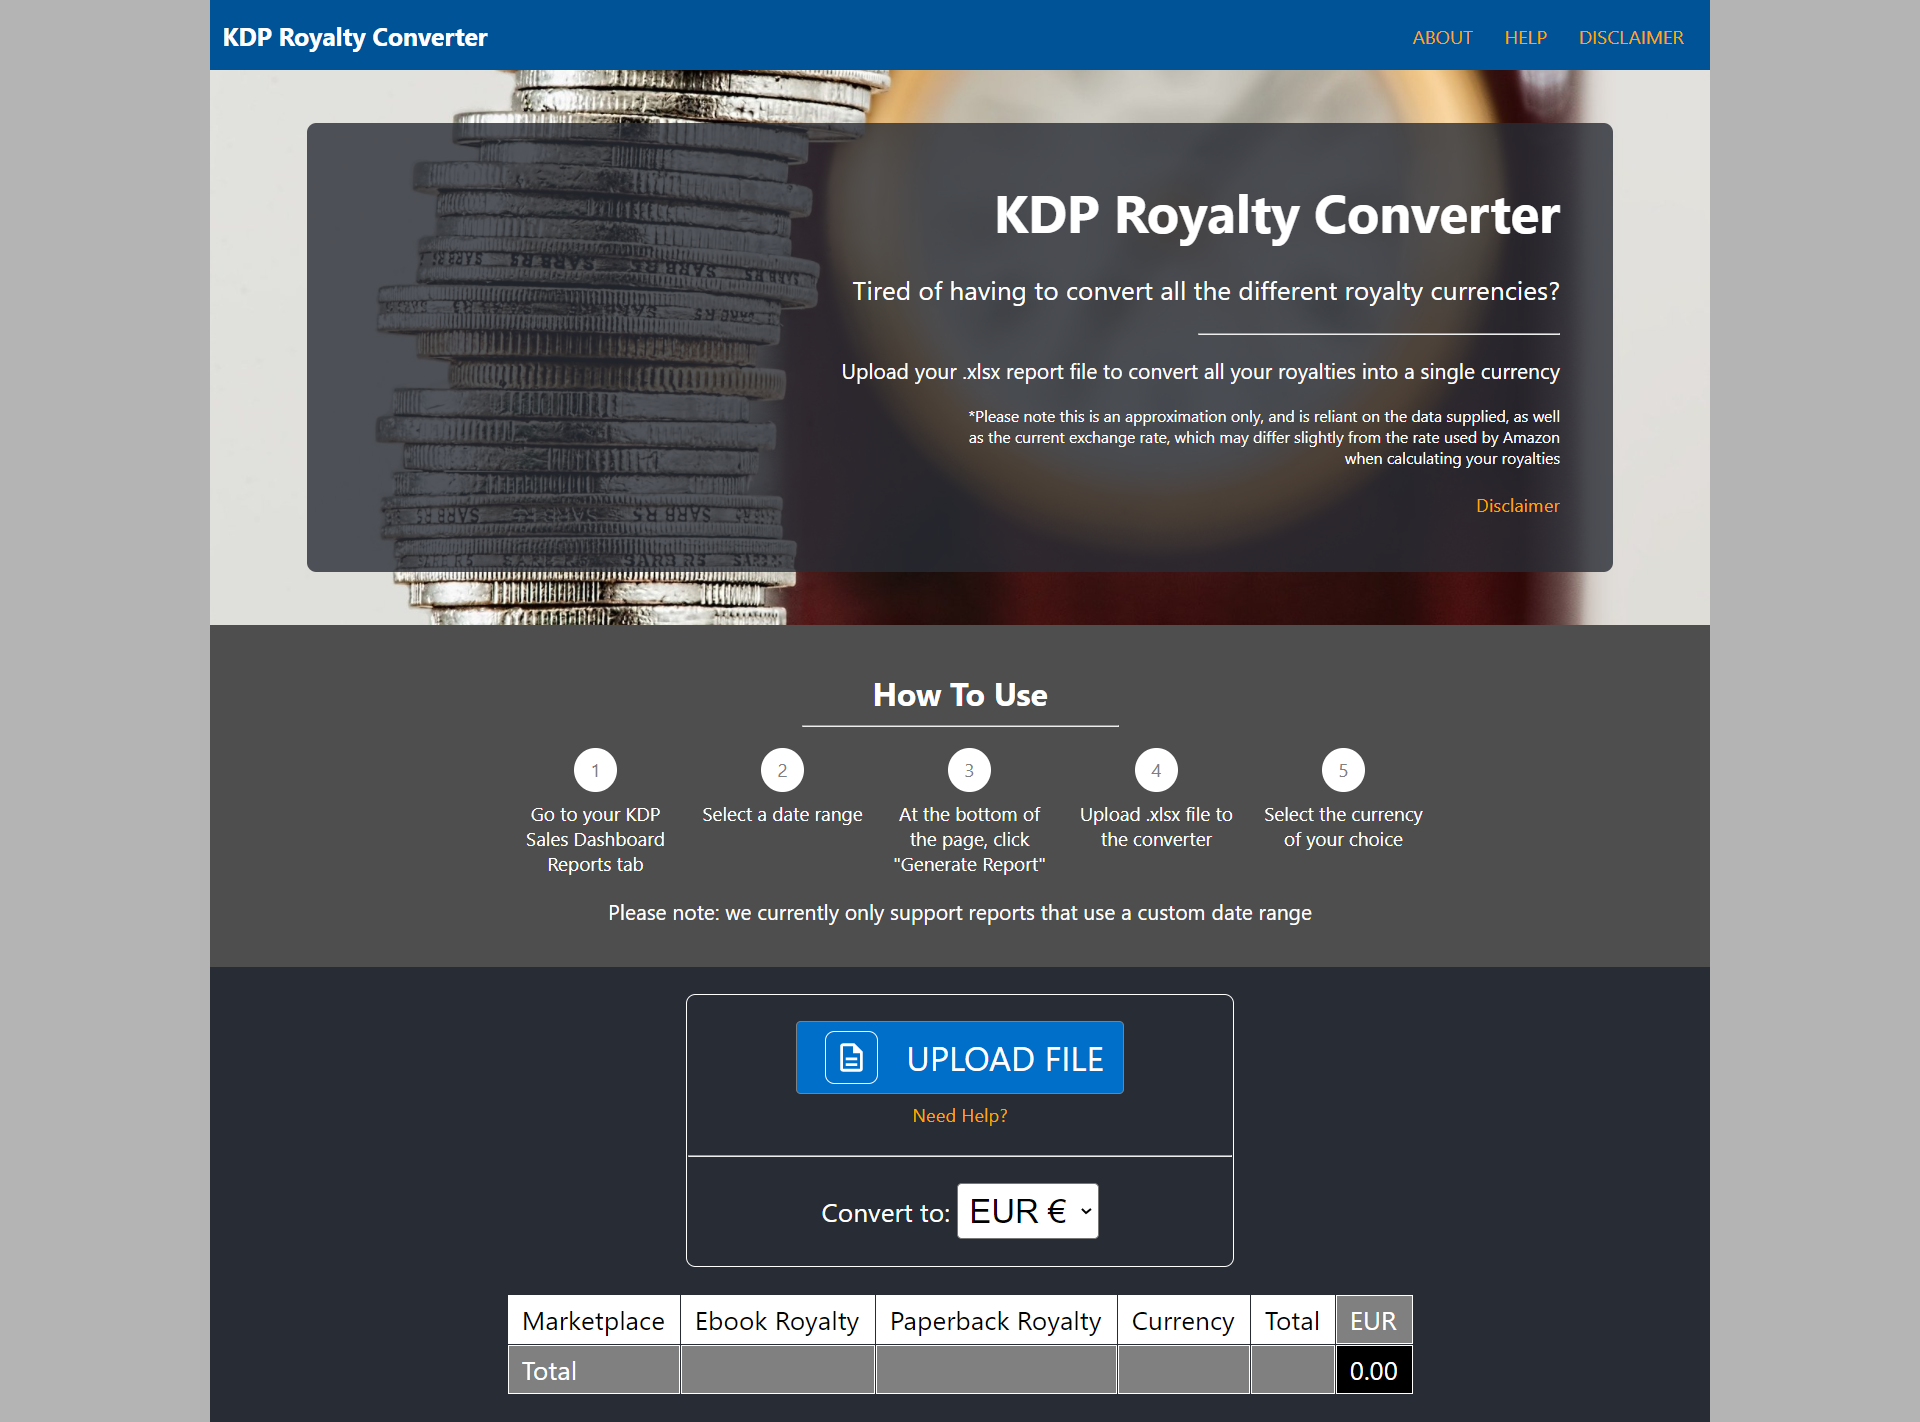 KDP Royalty Converter
ABOUT HELP DISCLAIMER
KDP Royalty Converter
Tired of having to convert all the different royalty currencies?
Upload your .xlsx report file to convert all your royalties into a single currency
*Please note this is an approximation only, and is reliant on the data supplied, as well
as the current exchange rate, which may differ slightly from the rate used by Amazon
when calculating your royalties
Disclaimer
How To Use
1
Go to your KDP
Sales Dashboard
Reports tab
2
Select a date range
3
At the bottom of
the page, click
"Generate Report"
4
Upload .xlsx file to
the converter
5
Select the currency
of your choice
Please note: we currently only support reports that use a custom date range
UPLOAD FILE
Need Help?
Convert to: EUR €
Marketplace Ebook Royalty Paperback Royalty Currency Total EUR
Total 0.00